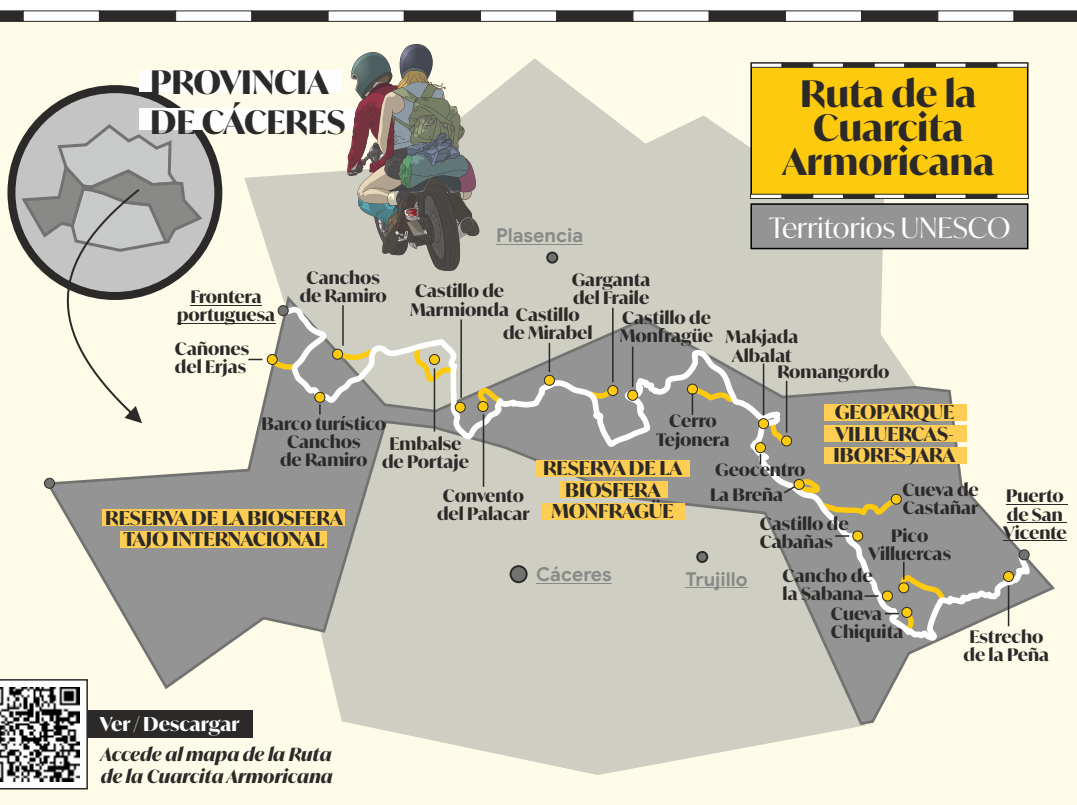 PROVINCIA
DE CÁCERES
Ruta de la
Cuarcita
Armoricana
Territorios UNESCO
Plasencia
Frontera
portuguesa
Canchos
de Ramiro
Castillo de
Marmionda
Castillo
de Mirabel
Garganta
del Fraile
Castillo de
Monfragüe
Makjada
Albalat
Romangordo
Cañones
del Erjas
Barco turístico
Canchos
de Ramiro
Embalse
de Portaje
Convento
del Palacar
Cerro
Tejonera
GEOPARQUE
VILLUERCAS-
IBORES-JARA
RESERVA DE LA
BIOSFERA
MONFRAGÜE
Geocentro
La Breña
Cueva de
Castañar
Puerto
de San
Vicente
RESERVA DE LA BIOSFERA
TAJO INTERNACIONAL
Castillo de
Cabañas
Pico
Villuercas
Cáceres
Trujillo
Cancho de
la Sabana
Cueva
Chiquita
Estrecho
de la Peña
Ver / Descargar
Accede al mapa de la Ruta
de la Cuarcita Armoricana